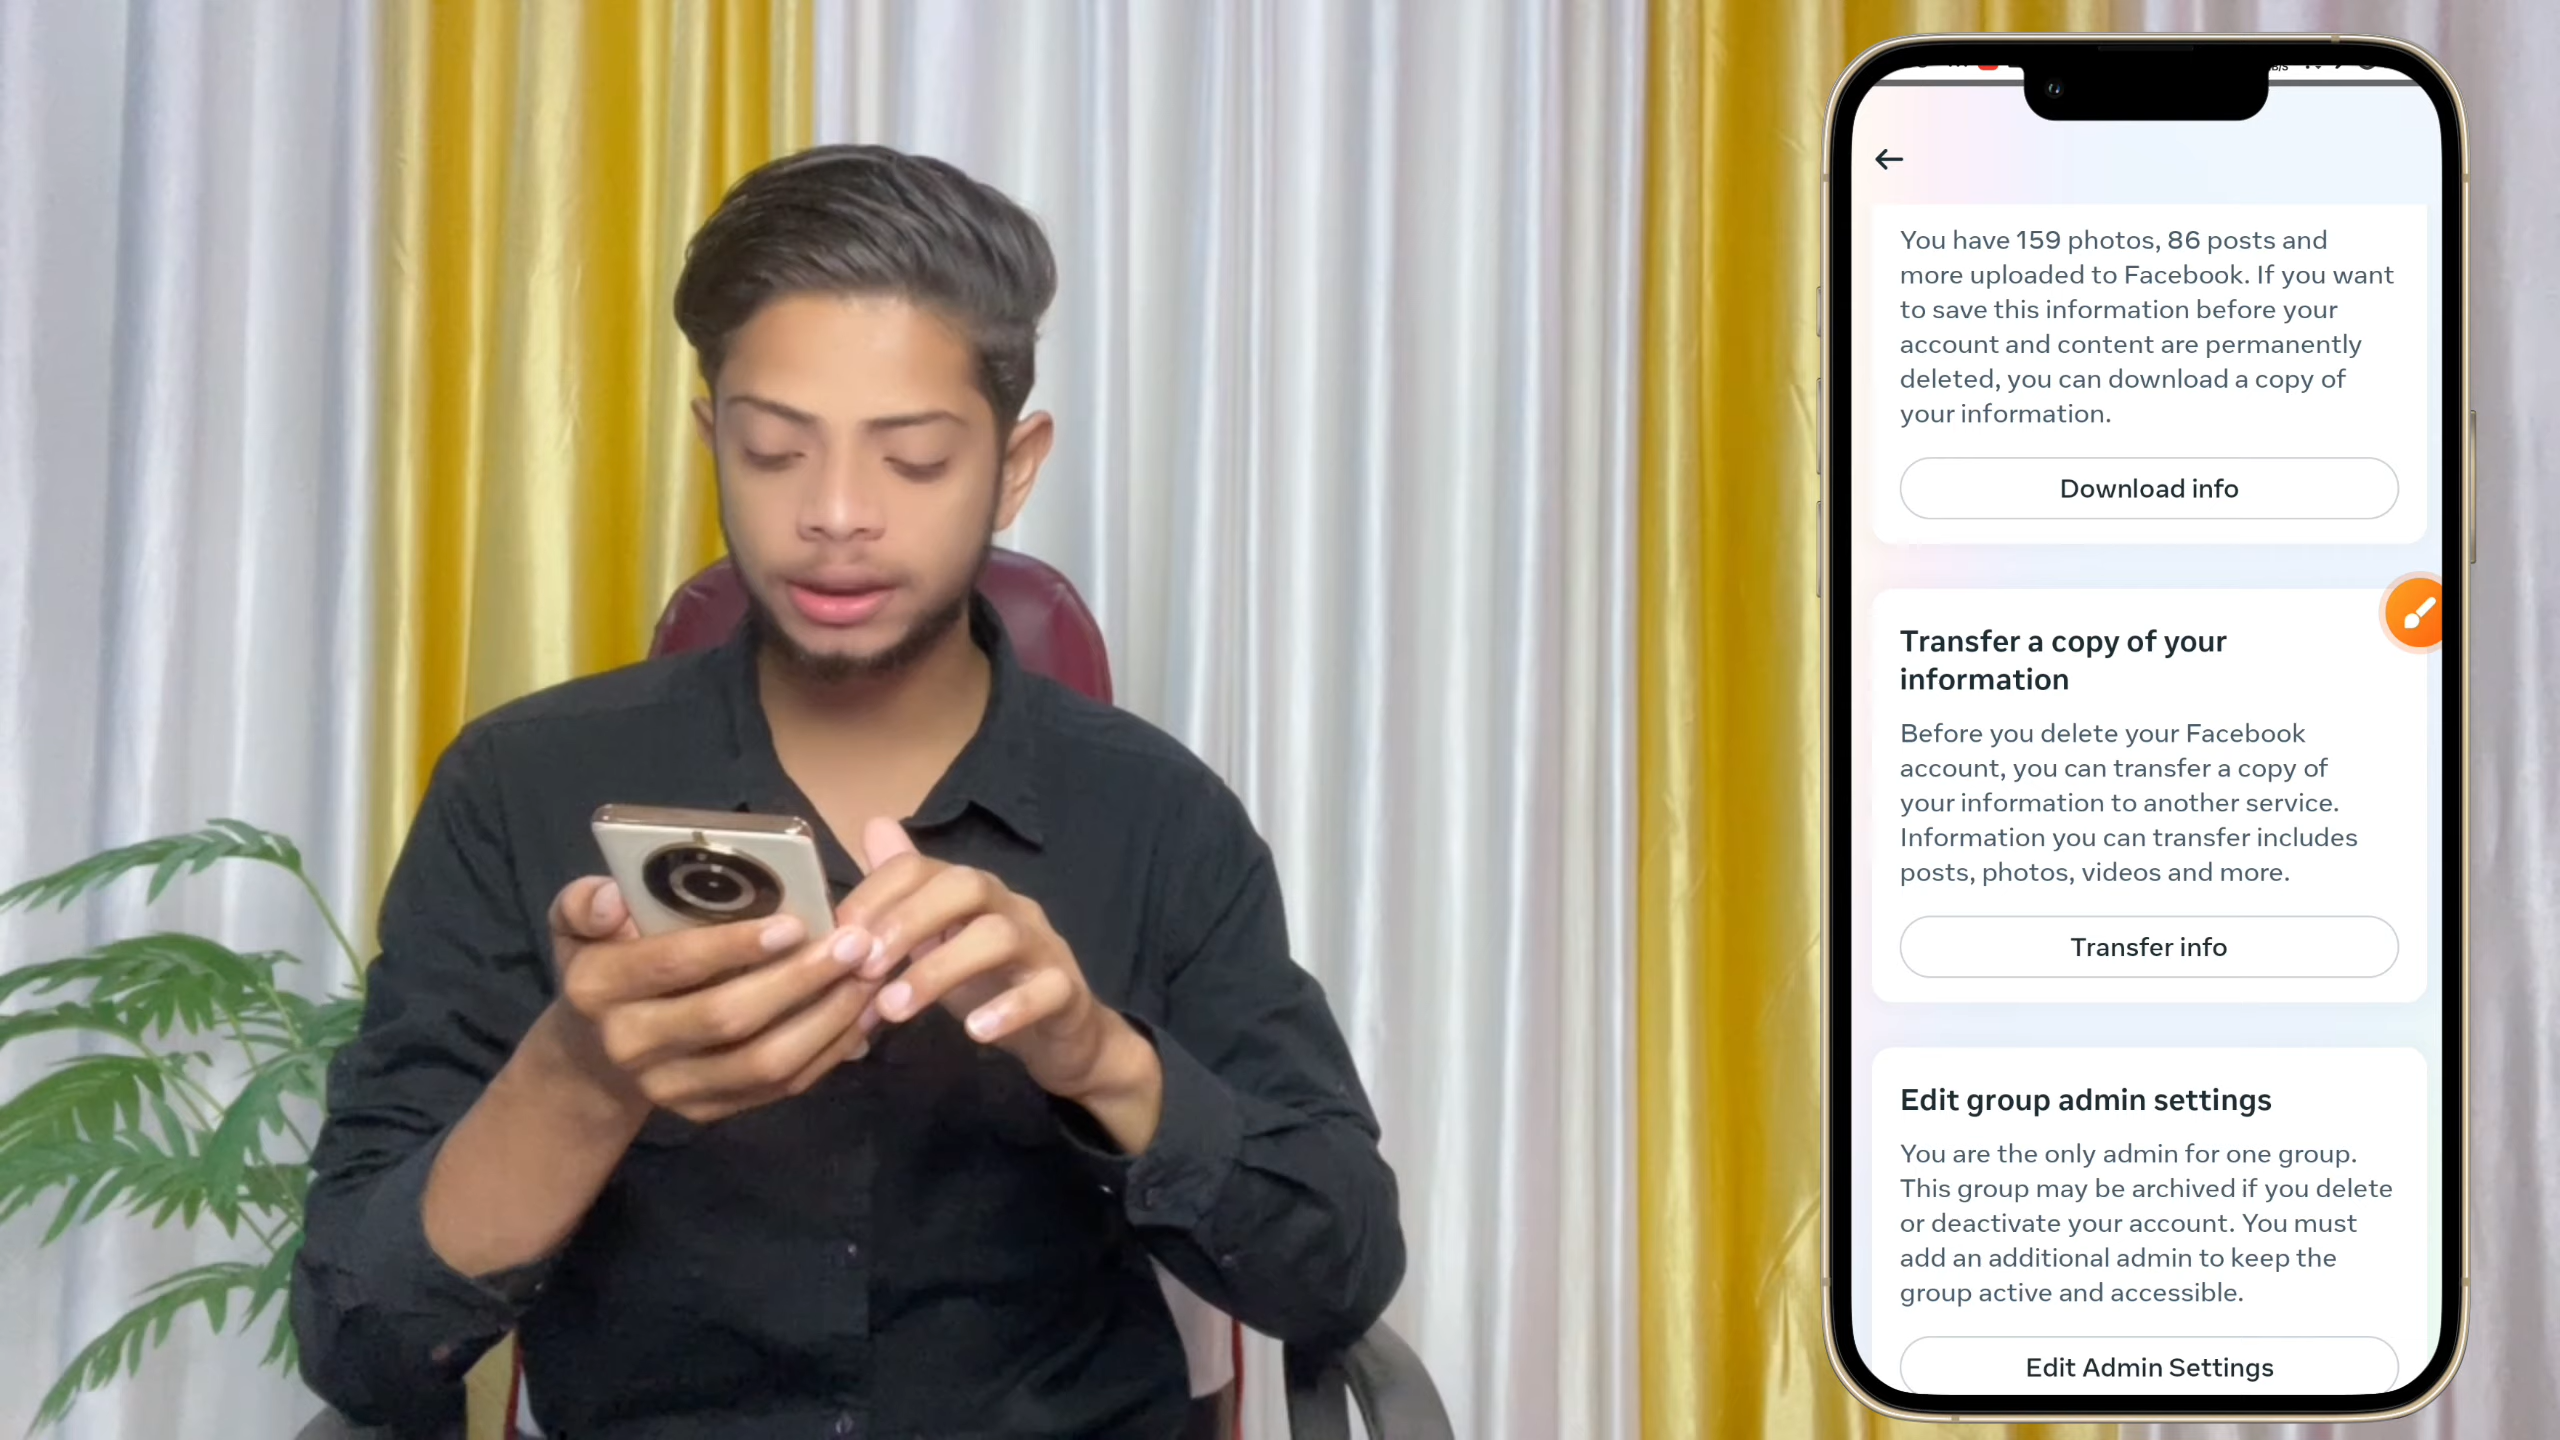 You have 159 photos, 86 posts and
more uploaded to Facebook. If you want
to save this information before your
account and content are permanently
deleted, you can download a copy of
your information.
Download info
Transfer a copy of your
information
Before you delete your Facebook
account, you can transfer a copy of
your information to another service.
Information you can transfer includes
posts, photos, videos and more.
Transfer info
Edit group admin settings
You are the only admin for one group.
This group may be archived if you delete
or deactivate your account. You must
add an additional admin to keep the
group active and accessible.
Edit Admin Settings